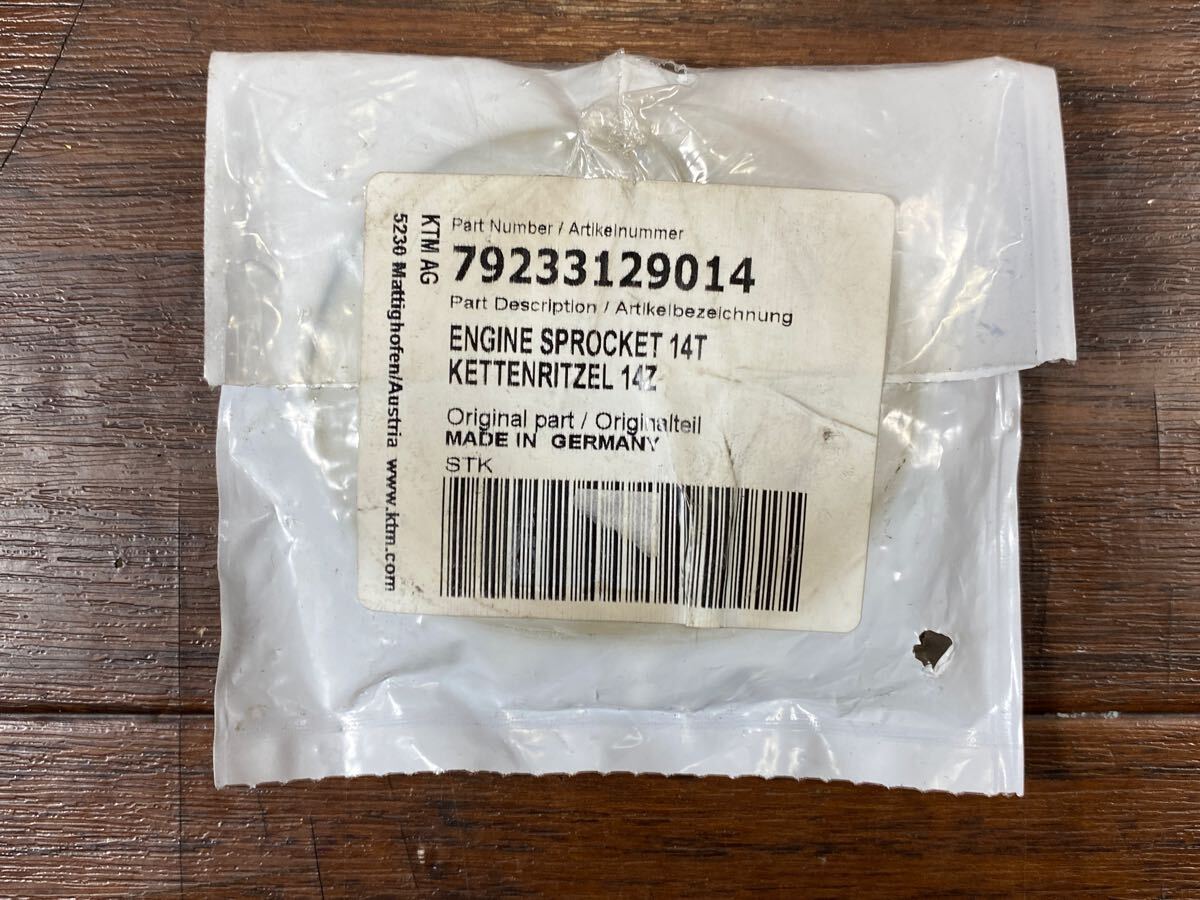 KTM AG
5230 Mattighofen/Austria www.ktm.com
Part Number / Artikelnummer
79233129014
Part Description / Artikelbezeichnung
ENGINE SPROCKET 14T
KETTENRITZEL 14Z
Original part / Originalteil
MADE IN GERMANY
STK